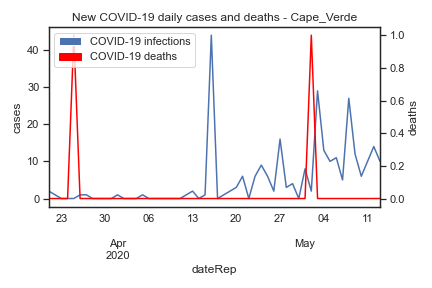 New COVID-19 daily cases and deaths - Cape_Verde
COVID-19 infections
COVID-19 deaths
cases
40
30
20
10
0
deaths
1.0
0.8
0.6
0.4
0.2
0.0
23 30 06 13 20 27 04 11
Apr May
2020
dateRep